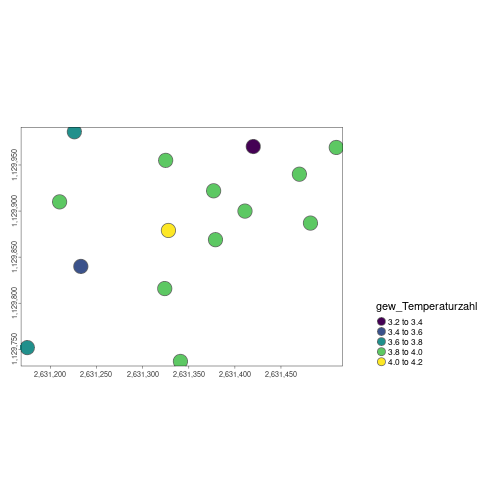 1,129,950
1,129,900
1,129,850
1,129,800
1,129,750
2,631,200 2,631,250 2,631,300 2,631,350 2,631,400 2,631,450
gew_Temperaturzahl
3.2 to 3.4
3.4 to 3.6
3.6 to 3.8
3.8 to 4.0
4.0 to 4.2